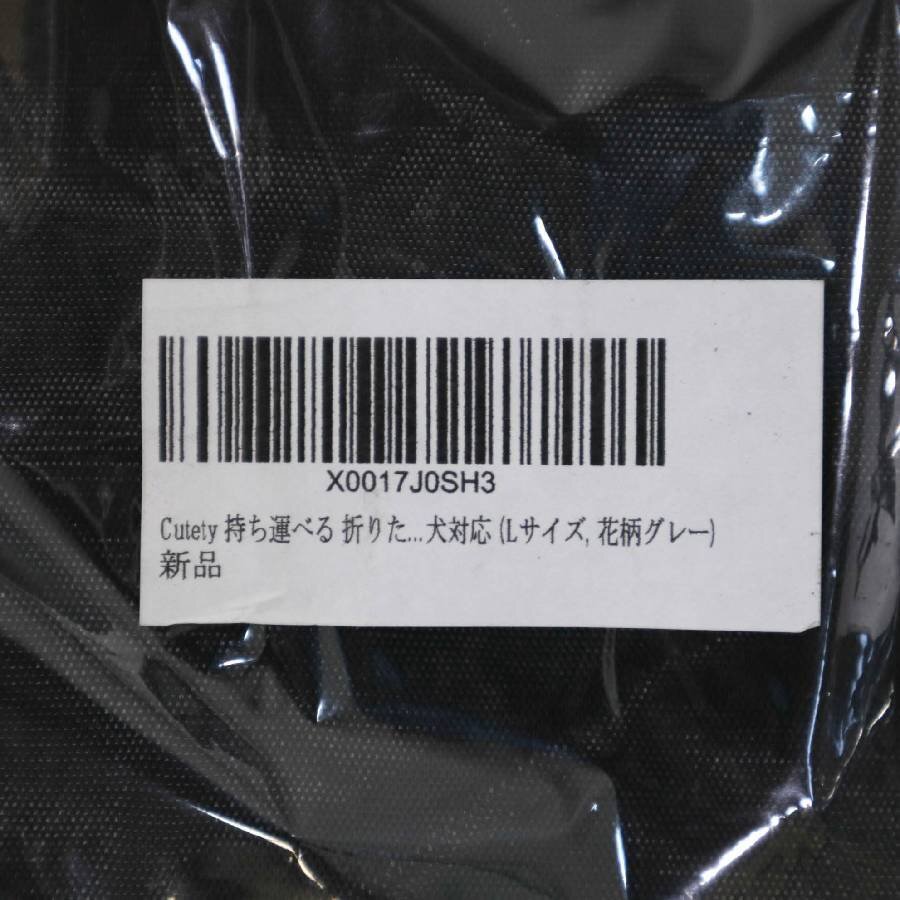 X0017J0SH3
Cutety 持ち運べる 折りた...犬対応 (Lサイズ, 花柄グレー)
新品